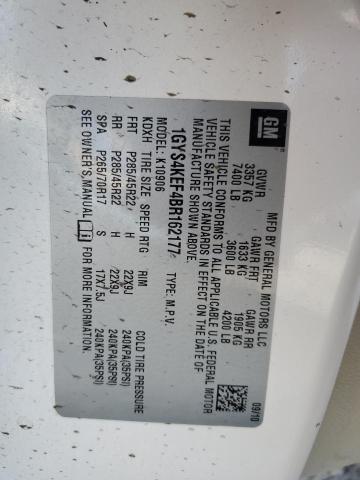 GM
MFD BY GENERAL MOTORS LLC
09/10
GVWR GAWR FRT GAWR RR
3357 KG 1633 KG 1905 KG
7400 LB 3600 LB 4200 LB
THIS VEHICLE CONFORMS TO ALL APPLICABLE U.S. FEDERAL MOTOR
VEHICLE SAFETY STANDARDS IN EFFECT ON THE DATE OF
MANUFACTURE SHOWN ABOVE.
1GYS4KEF4BR162177 TYPE: M.P.V.
MODEL: K10906
KDXH TIRE SIZE SPEED RTG RIM COLD TIRE PRESSURE
FRT P285/45R22 H 22X9J 240KPA(35PSI)
RR P285/45R22 H 22X9J 240KPA(35PSI)
SPA P265/70R17 S 17X7.5J 240KPA(35PSI)
SEE OWNER'S MANUAL i